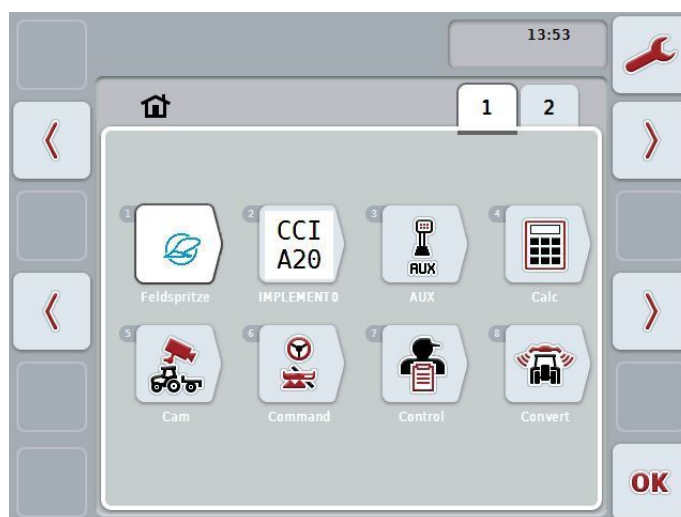 13:53
1 2
1 2 3 4
CCI
A20
AUX
Feldspritze IMPLEMENT0 AUX Calc
5 6 7 8
Cam Command Control Convert
OK